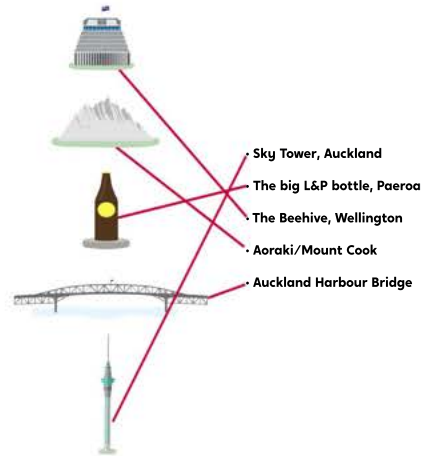 • Sky Tower, Auckland
• The big L&P bottle, Paeroa
• The Beehive, Wellington
• Aoraki/Mount Cook
• Auckland Harbour Bridge